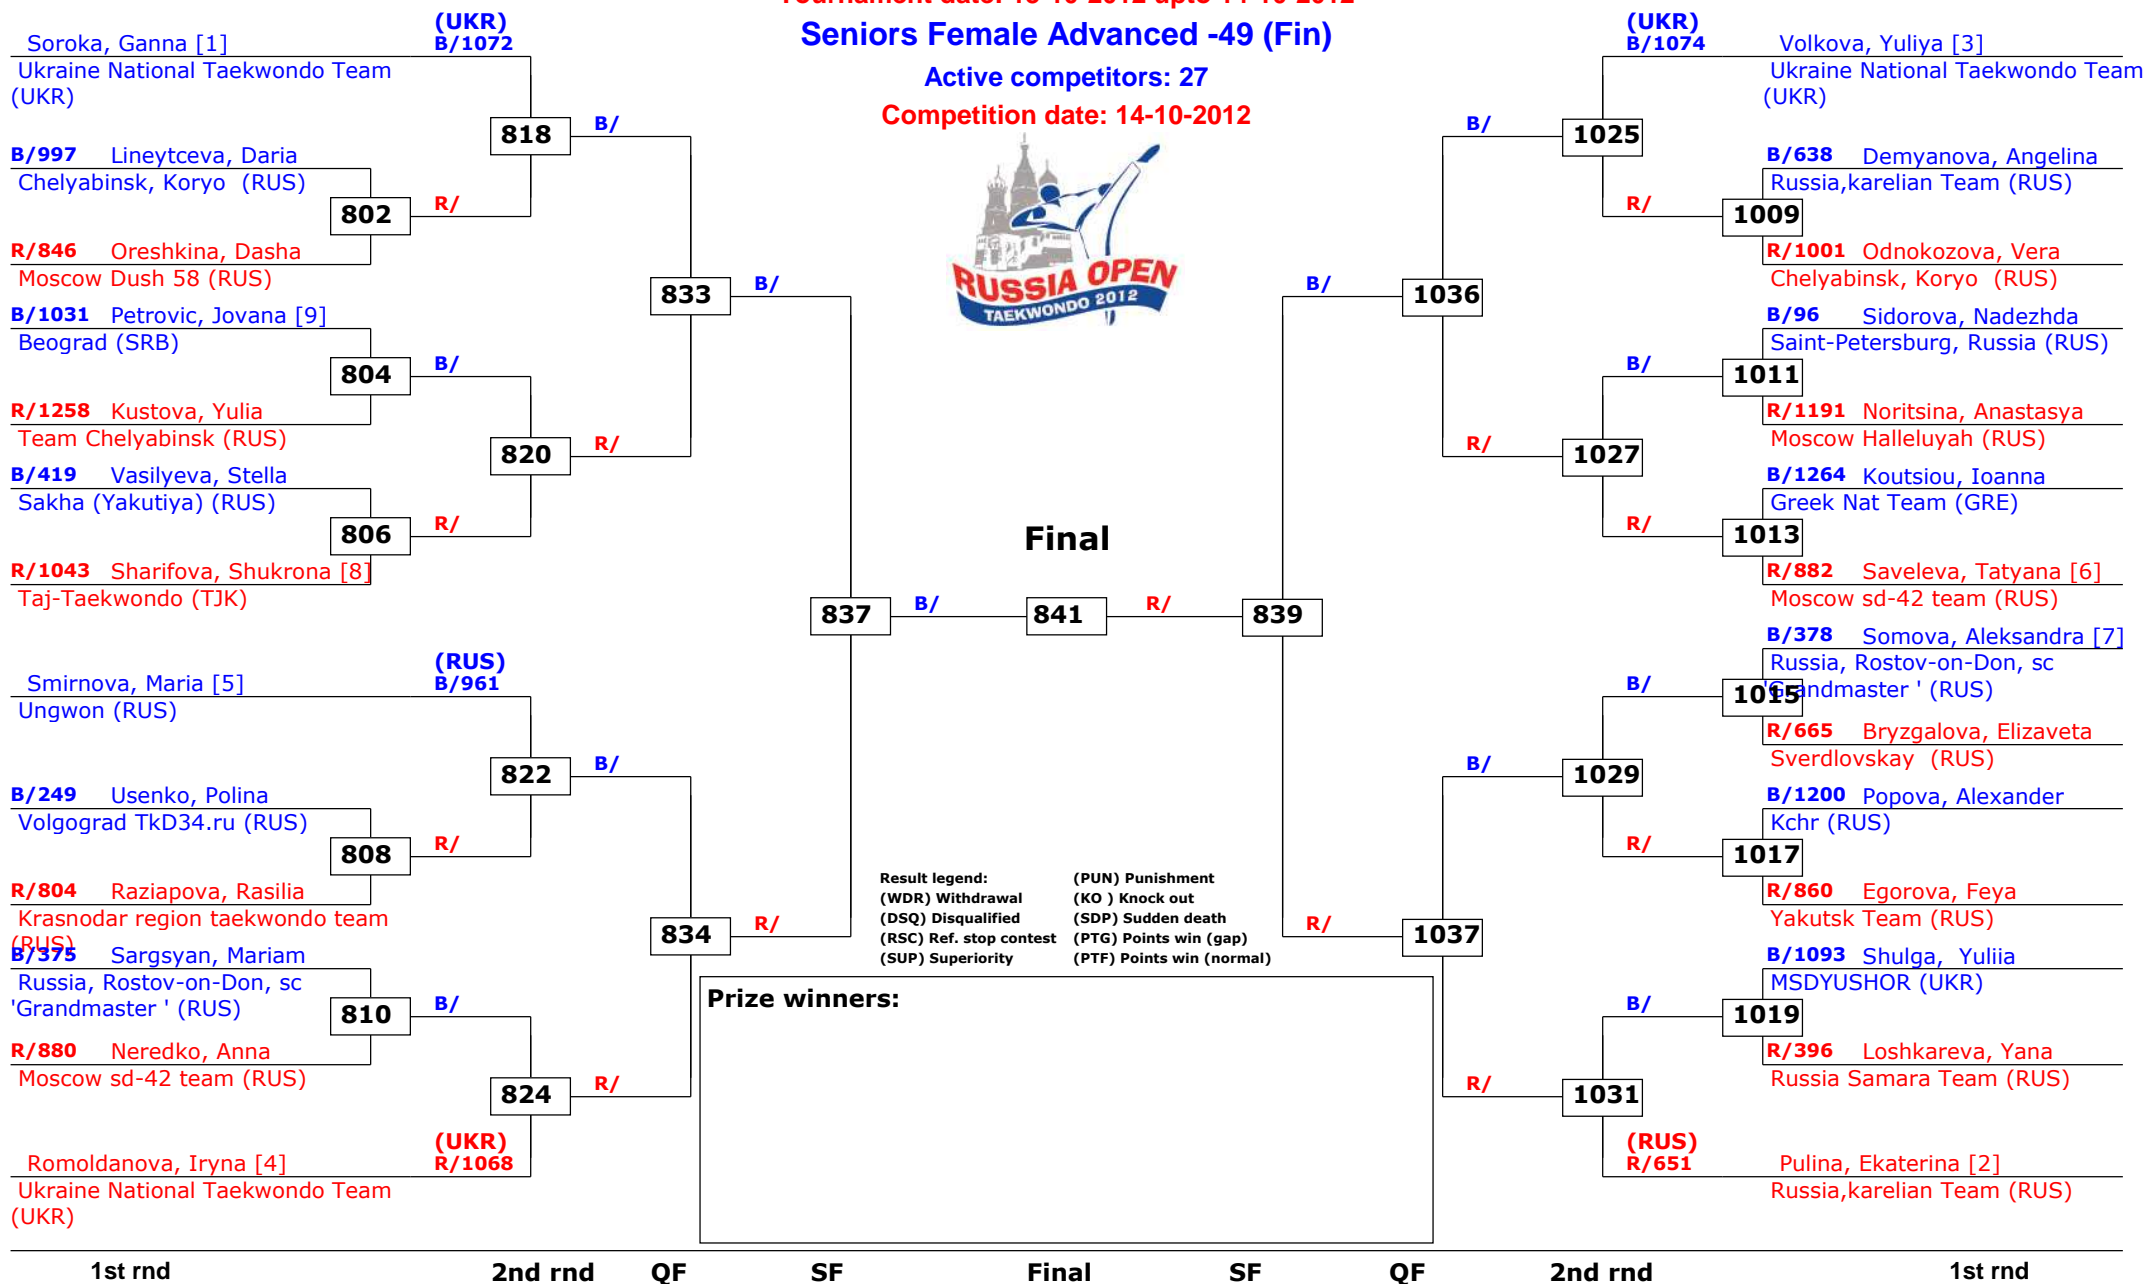 Tournament date: 13-10-2012 upto 14-10-2012
Seniors Female Advanced -49 (Fin)
Active competitors: 27
Competition date: 14-10-2012
RUSSIA OPEN
TAEKWONDO 2012
(UKR)
Soroka, Ganna [1] B/1072
Ukraine National Taekwondo Team
(UKR)
818
B/
B/997 Lineytceva, Daria
Chelyabinsk, Koryo (RUS)
802
R/
R/846 Oreshkina, Dasha
Moscow Dush 58 (RUS)
833
B/
B/1031 Petrovic, Jovana [9]
Beograd (SRB)
804
B/
R/1258 Kustova, Yulia
Team Chelyabinsk (RUS)
820
R/
B/419 Vasilyeva, Stella
Sakha (Yakutiya) (RUS)
806
R/
R/1043 Sharifova, Shukrona [8]
Taj-Taekwondo (TJK)
837
B/
(RUS)
Smirnova, Maria [5] B/961
Ungwon (RUS)
822
B/
B/249 Usenko, Polina
Volgograd TkD34.ru (RUS)
808
R/
R/804 Raziapova, Rasilia
Krasnodar region taekwondo team
(RUS)
834
R/
B/375 Sargsyan, Mariam
Russia, Rostov-on-Don, sc
'Grandmaster ' (RUS)
810
B/
R/880 Neredko, Anna
Moscow sd-42 team (RUS)
824
R/
(UKR)
Romoldanova, Iryna [4] R/1068
Ukraine National Taekwondo Team
(UKR)
Final
841
R/
839
(UKR)
B/1074 Volkova, Yuliya [3]
Ukraine National Taekwondo Team
(UKR)
B/
1025
B/638 Demyanova, Angelina
Russia,karelian Team (RUS)
R/
1009
R/1001 Odnokozova, Vera
Chelyabinsk, Koryo (RUS)
B/
1036
B/96 Sidorova, Nadezhda
Saint-Petersburg, Russia (RUS)
B/
1011
R/1191 Noritsina, Anastasya
Moscow Halleluyah (RUS)
R/
1027
B/1264 Koutsiou, Ioanna
Greek Nat Team (GRE)
R/
1013
R/882 Saveleva, Tatyana [6]
Moscow sd-42 team (RUS)
B/378 Somova, Aleksandra [7]
Russia, Rostov-on-Don, sc
'Grandmaster ' (RUS)
B/
1015
R/665 Bryzgalova, Elizaveta
Sverdlovskay (RUS)
B/
1029
B/1200 Popova, Alexander
Kchr (RUS)
R/
1017
R/860 Egorova, Feya
Yakutsk Team (RUS)
R/
1037
B/1093 Shulga, Yuliia
MSDYUSHOR (UKR)
B/
1019
R/396 Loshkareva, Yana
Russia Samara Team (RUS)
R/
1031
(RUS)
R/651 Pulina, Ekaterina [2]
Russia,karelian Team (RUS)
Result legend: (PUN) Punishment
(WDR) Withdrawal (KO ) Knock out
(DSQ) Disqualified (SDP) Sudden death
(RSC) Ref. stop contest (PTG) Points win (gap)
(SUP) Superiority (PTF) Points win (normal)
Prize winners:
1st rnd 2nd rnd QF SF Final SF QF 2nd rnd 1st rnd